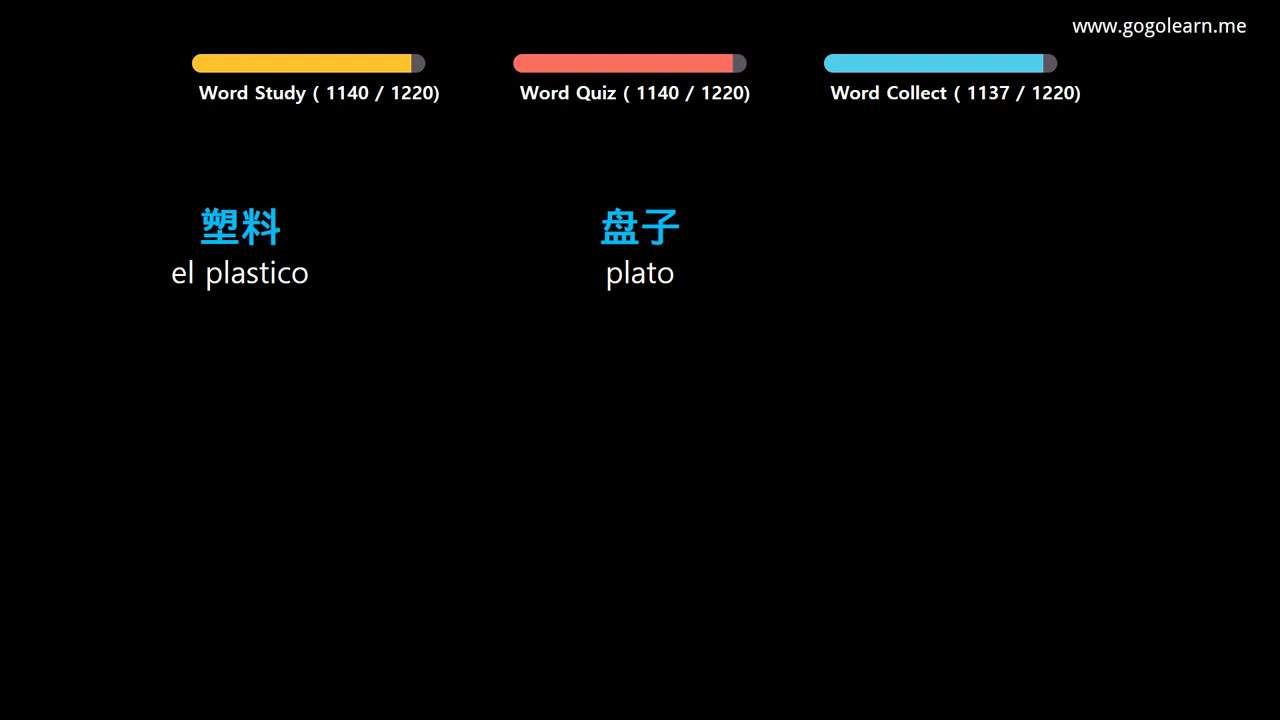 www.gogolearn.me
Word Study ( 1140 / 1220)
Word Quiz ( 1140 / 1220)
Word Collect ( 1137 / 1220)
塑料
el plastico
盘子
plato